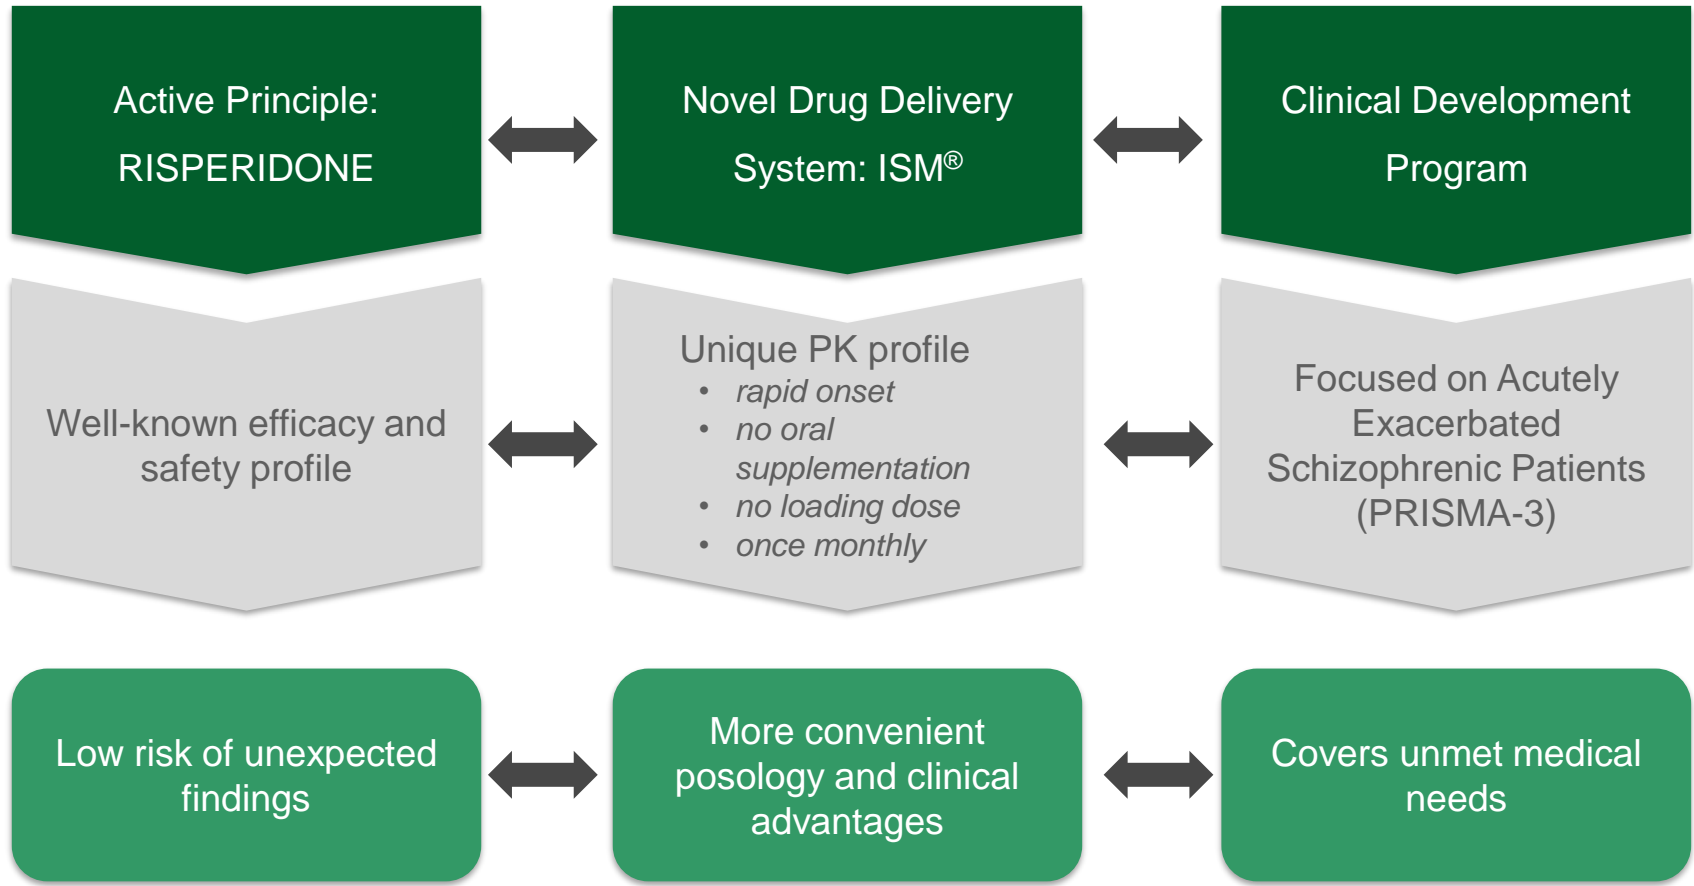 Active Principle:
RISPERIDONE
Novel Drug Delivery
System: ISM®
Clinical Development
Program
Well-known efficacy and
safety profile
Unique PK profile
• rapid onset
• no oral
supplementation
• no loading dose
• once monthly
Focused on Acutely
Exacerbated
Schizophrenic Patients
(PRISMA-3)
Low risk of unexpected
findings
More convenient
posology and clinical
advantages
Covers unmet medical
needs